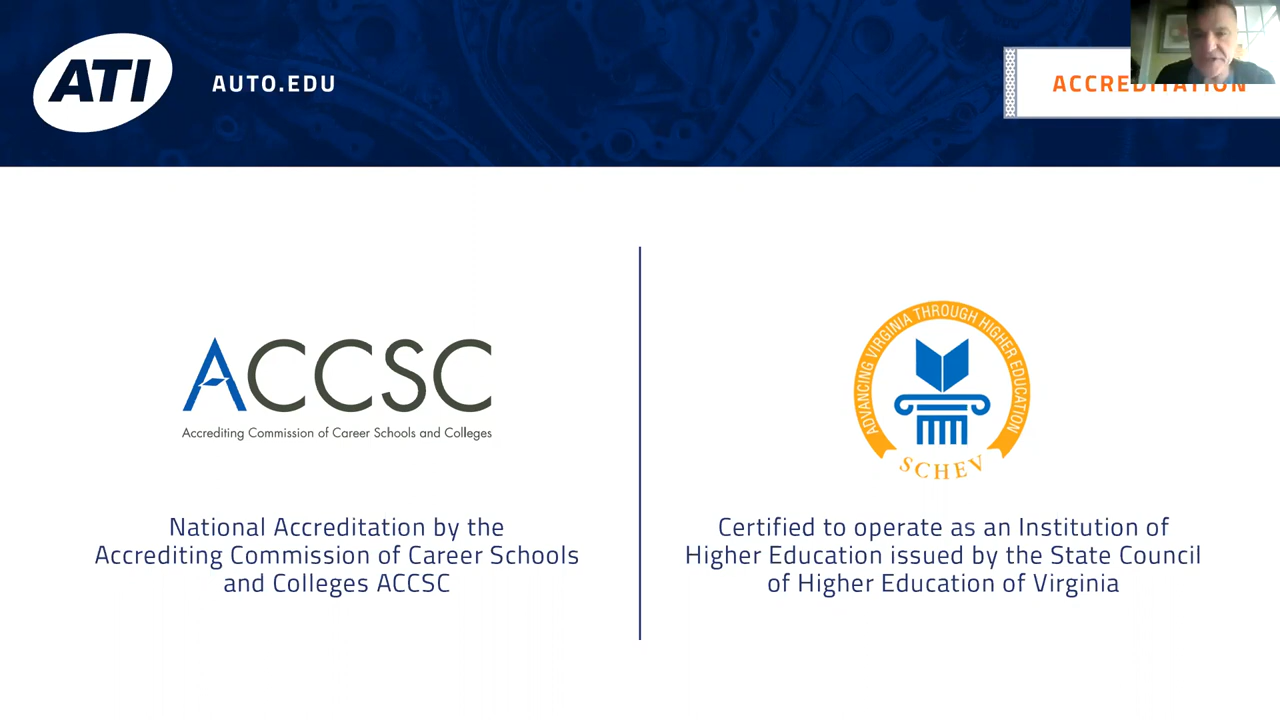 ATI
AUTO.EDU
ACCREDITATION
ACCSC
Accrediting Commission of Career Schools and Colleges
National Accreditation by the
Accrediting Commission of Career Schools
and Colleges ACCSC
ADVANCING VIRGINIA THROUGH HIGHER EDUCATION
SCHEV
Certified to operate as an Institution of
Higher Education issued by the State Council
of Higher Education of Virginia